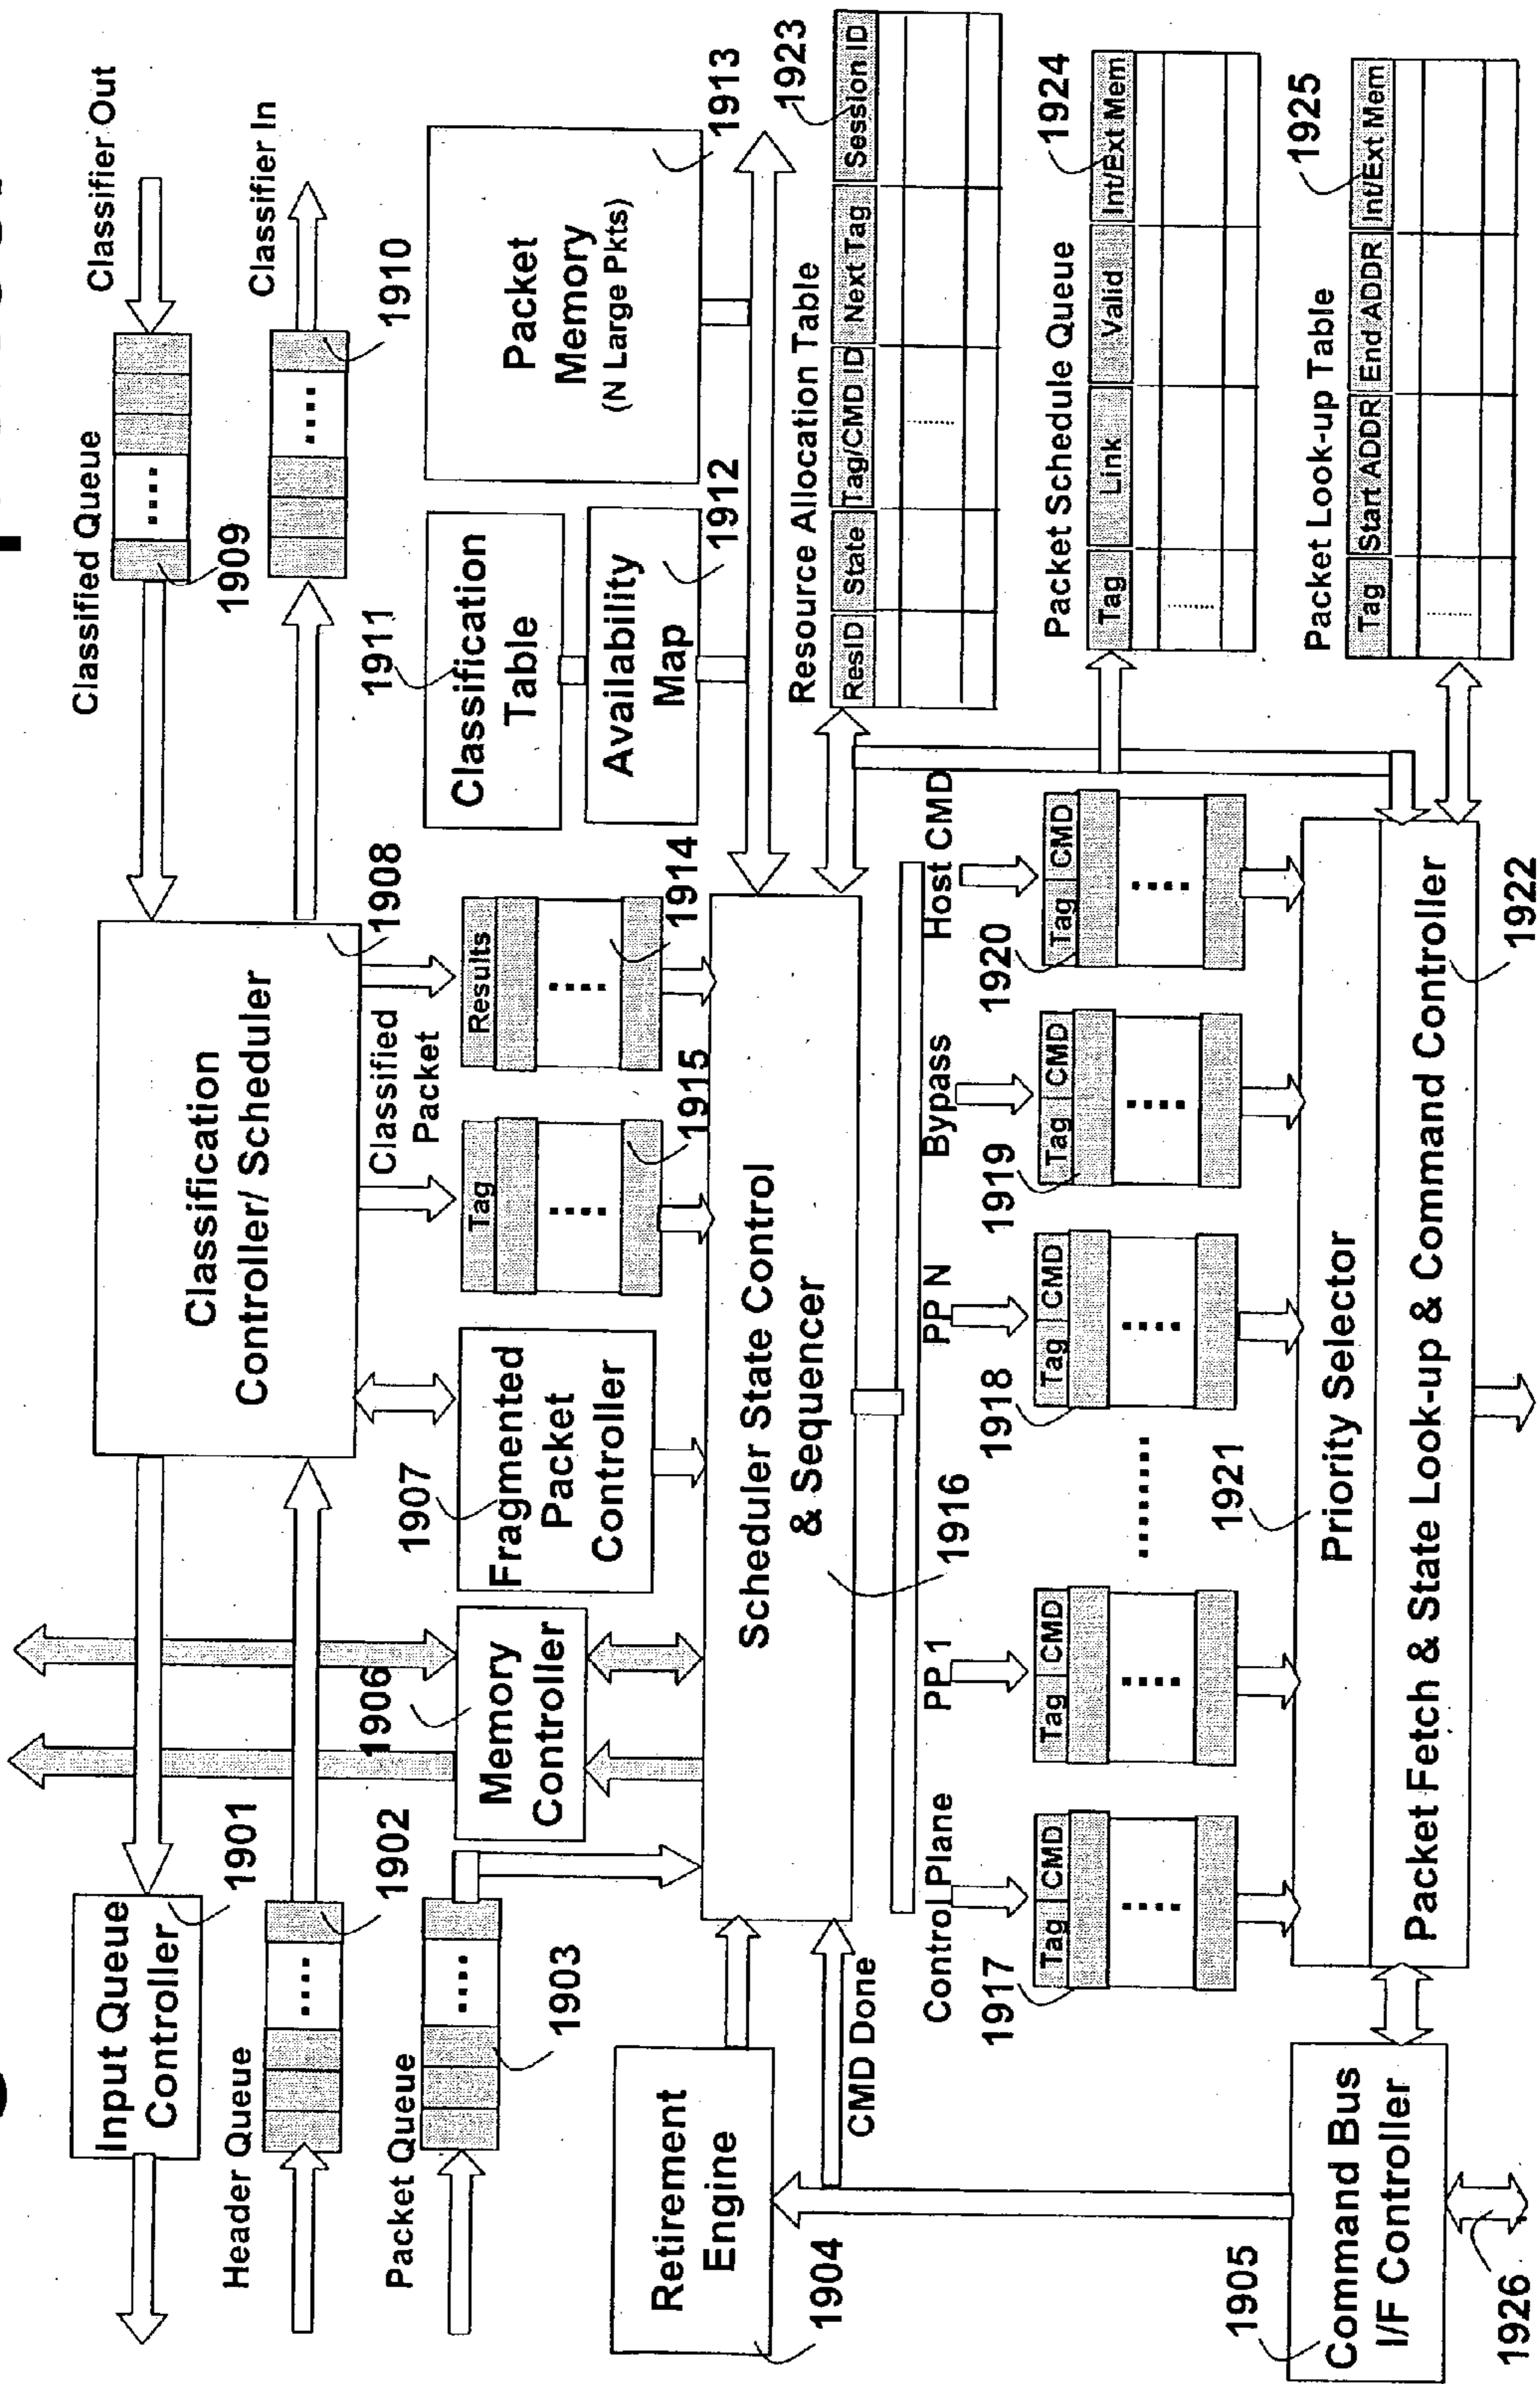 Classified Queue
Classifier Out
1909
Classifier In
1910
Input Queue
Controller
1901
Header Queue
1902
Packet Queue
1903
Classification
Controller/ Scheduler
1908
Classified
Packet
1906
Memory
Controller
1907
Fragmented
Packet
Controller
Tag
1915
Results
1914
1911
Classification
Table
Availability
Map
1912
Packet
Memory
(N Large Pkts)
1913
Retirement
Engine
1904
CMD Done
Scheduler State Control
& Sequencer
1916
Resource Allocation Table
1923
ResID State Tag/CMD ID Next Tag Session ID
Control Plane
PP 1
PP N
Bypass
Host CMD
1917
Tag CMD
Tag CMD
1918
Tag CMD
1919
Tag CMD
1920
Tag CMD
Packet Schedule Queue
1924
Tag Link Valid Int/Ext Mem
1921
Priority Selector
Packet Fetch & State Look-up & Command Controller
1922
Packet Look-up Table
1925
Tag Start ADDR End ADDR Int/Ext Mem
1905
Command Bus
I/F Controller
1926